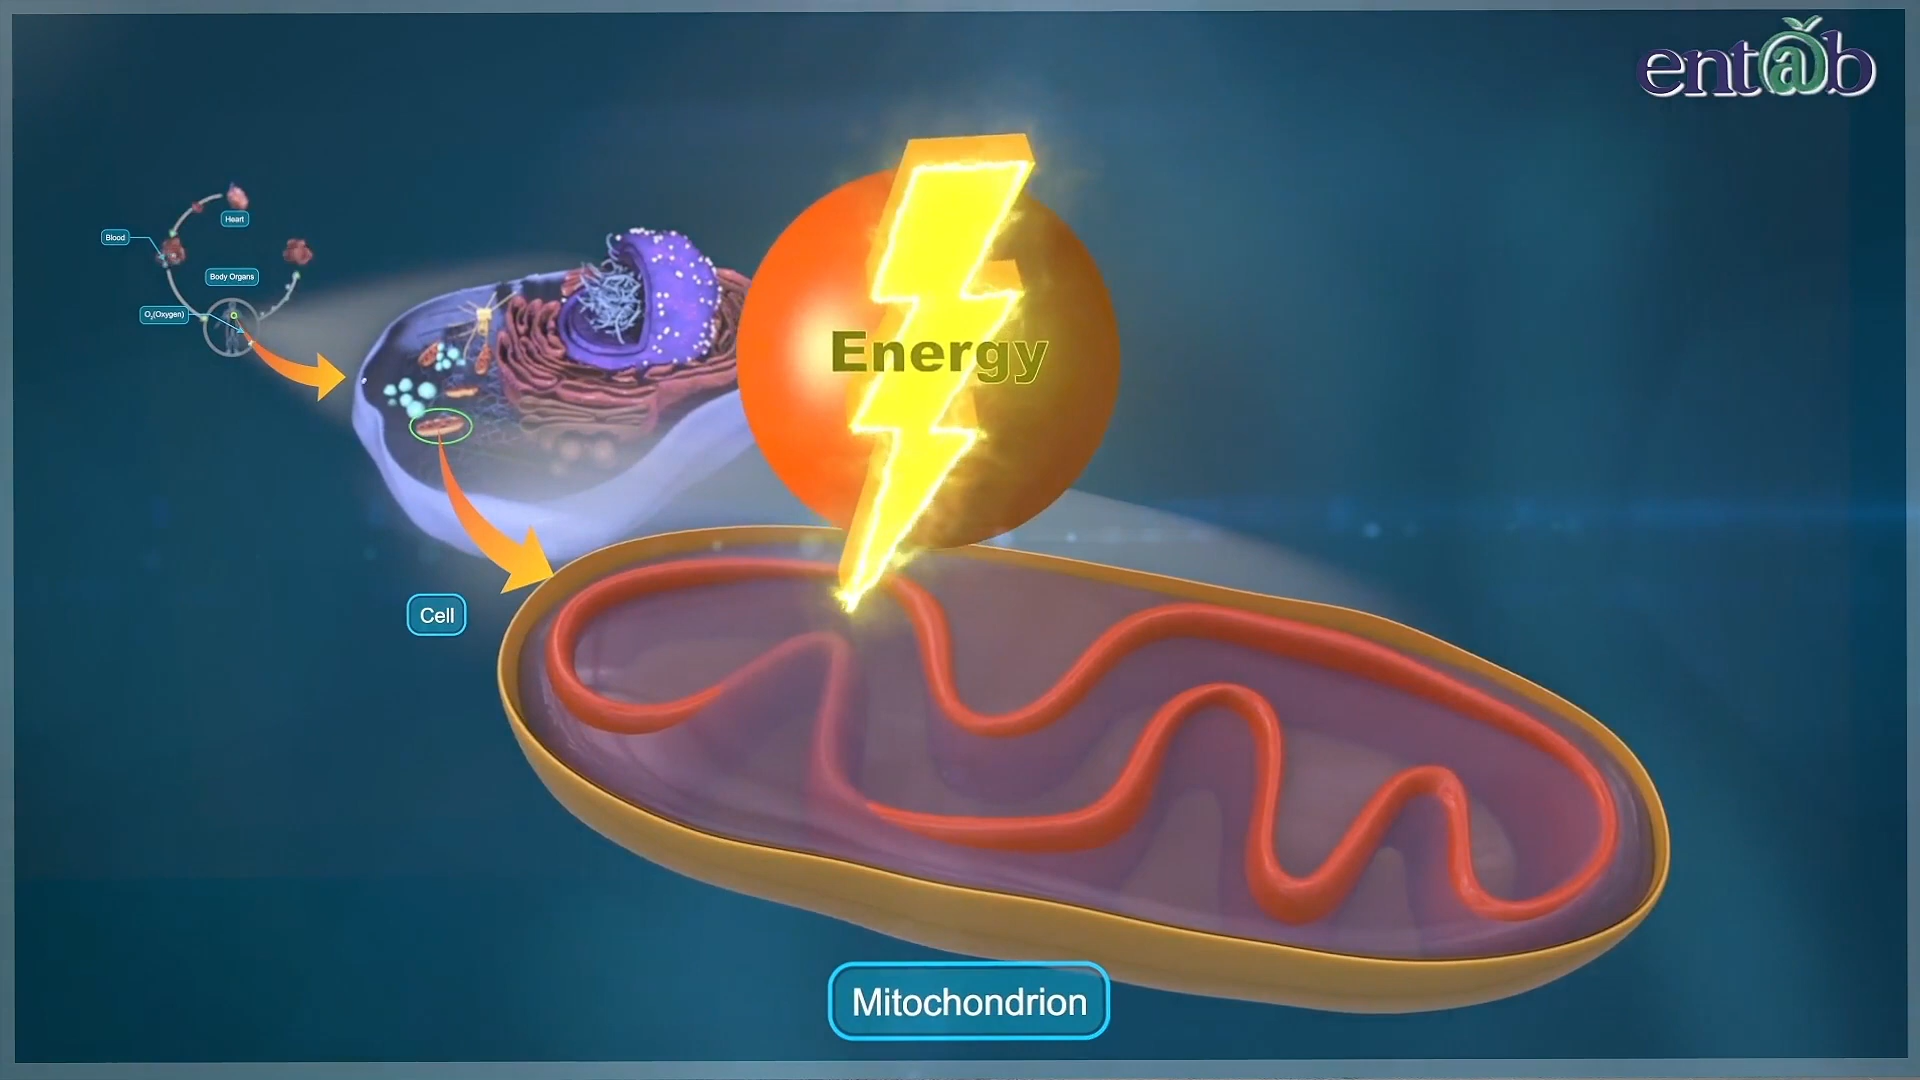 entab
Heart
Blood
Body Organs
O₂(Oxygen)
Energy
Cell
Mitochondrion